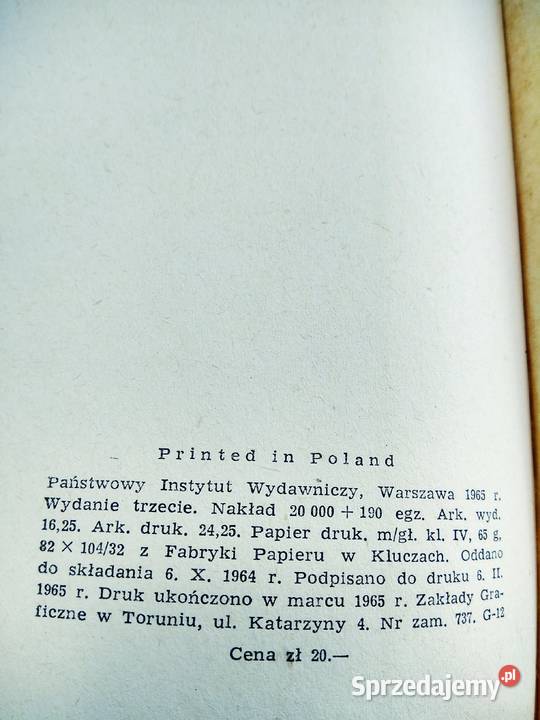 Printed in Poland
Państwowy Instytut Wydawniczy, Warszawa 1965 r.
Wydanie trzecie. Nakład 20 000 + 190 egz. Ark. wyd.
16,25. Ark. druk. 24,25. Papier druk. m/gł. kl. IV, 65 g,
82 × 104/32 z Fabryki Papieru w Kluczach. Oddano
do składania 6. X. 1964 r. Podpisano do druku 6. II.
1965 r. Druk ukończono w marcu 1965 r. Zakłady Gra-
ficzne w Toruniu, ul. Katarzyny 4. Nr zam. 737. G-12
Cena zł 20.—
Sprzedajemy.pl